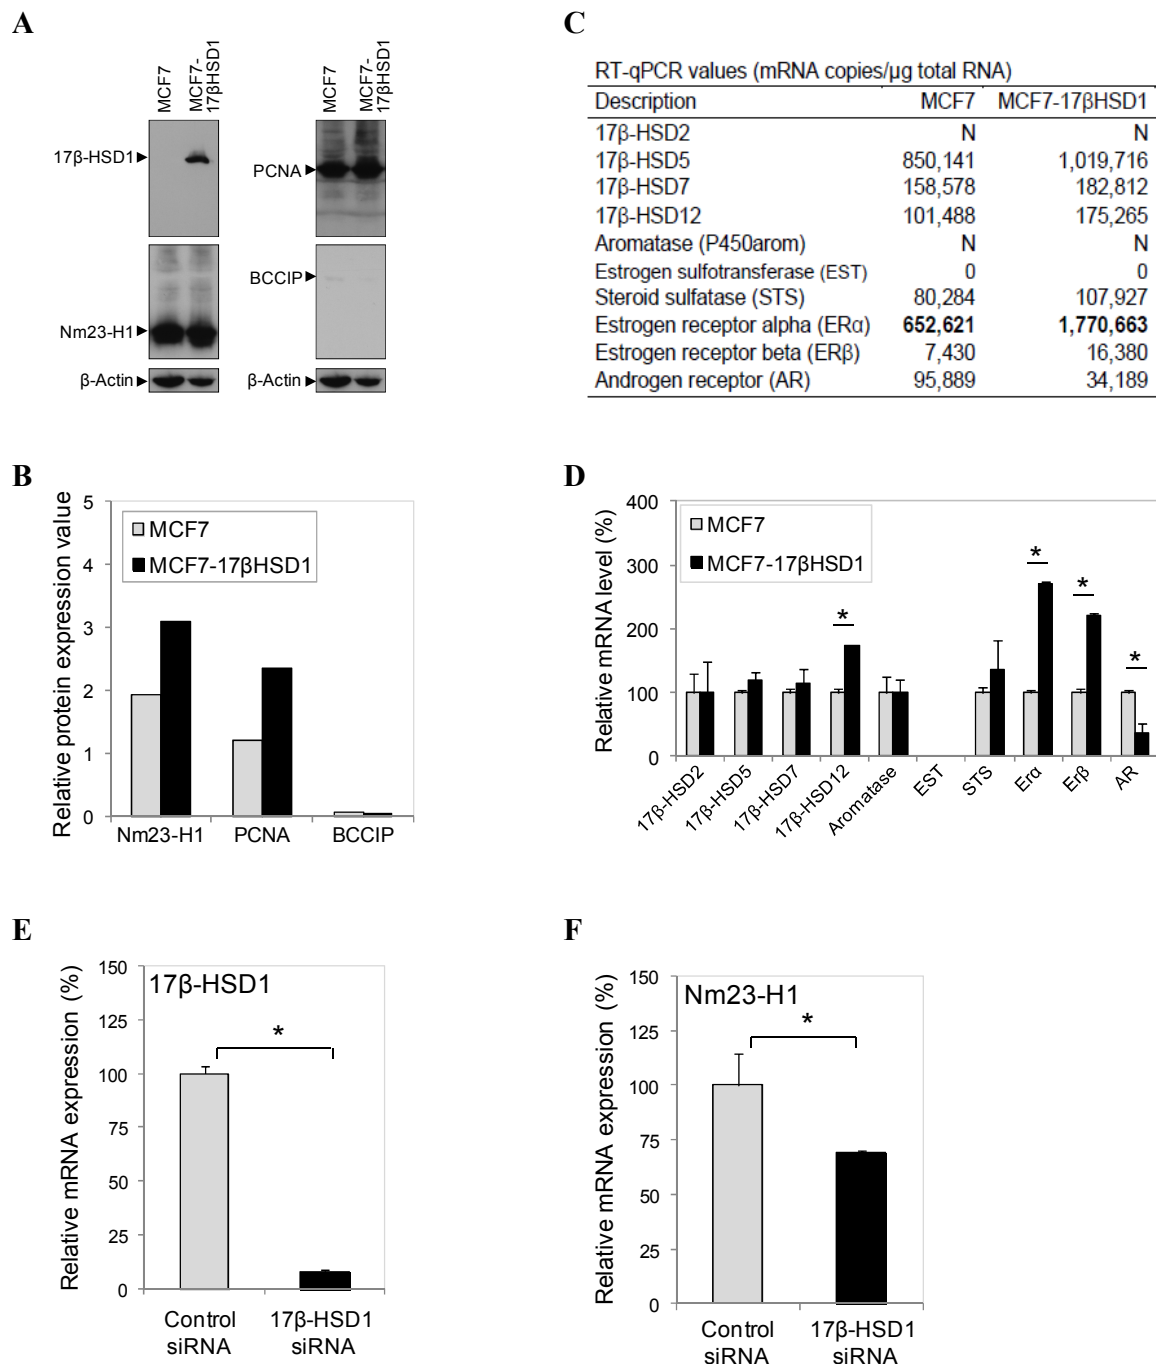 A
MCF7
MCF7-
17βHSD1
17β-HSD1
Nm23-H1
β-Actin
MCF7
MCF7-
17βHSD1
PCNA
BCCIP
β-Actin
C
RT-qPCR values (mRNA copies/µg total RNA)
Description MCF7 MCF7-17βHSD1
17β-HSD2 N N
17β-HSD5 850,141 1,019,716
17β-HSD7 158,578 182,812
17β-HSD12 101,488 175,265
Aromatase (P450arom) N N
Estrogen sulfotransferase (EST) 0 0
Steroid sulfatase (STS) 80,284 107,927
Estrogen receptor alpha (ERα) 652,621 1,770,663
Estrogen receptor beta (ERβ) 7,430 16,380
Androgen receptor (AR) 95,889 34,189
B
Relative protein expression value
5
4
3
2
1
0
MCF7
MCF7-17βHSD1
Nm23-H1 PCNA BCCIP
D
Relative mRNA level (%)
400
300
200
100
0
MCF7
MCF7-17βHSD1
* * * *
17β-HSD2 17β-HSD5 17β-HSD7 17β-HSD12 Aromatase EST STS Erα Erβ AR
E
Relative mRNA expression (%)
150
125
100
75
50
25
0
17β-HSD1
*
Control 17β-HSD1
siRNA siRNA
F
Relative mRNA expression (%)
150
125
100
75
50
25
0
Nm23-H1
*
Control 17β-HSD1
siRNA siRNA